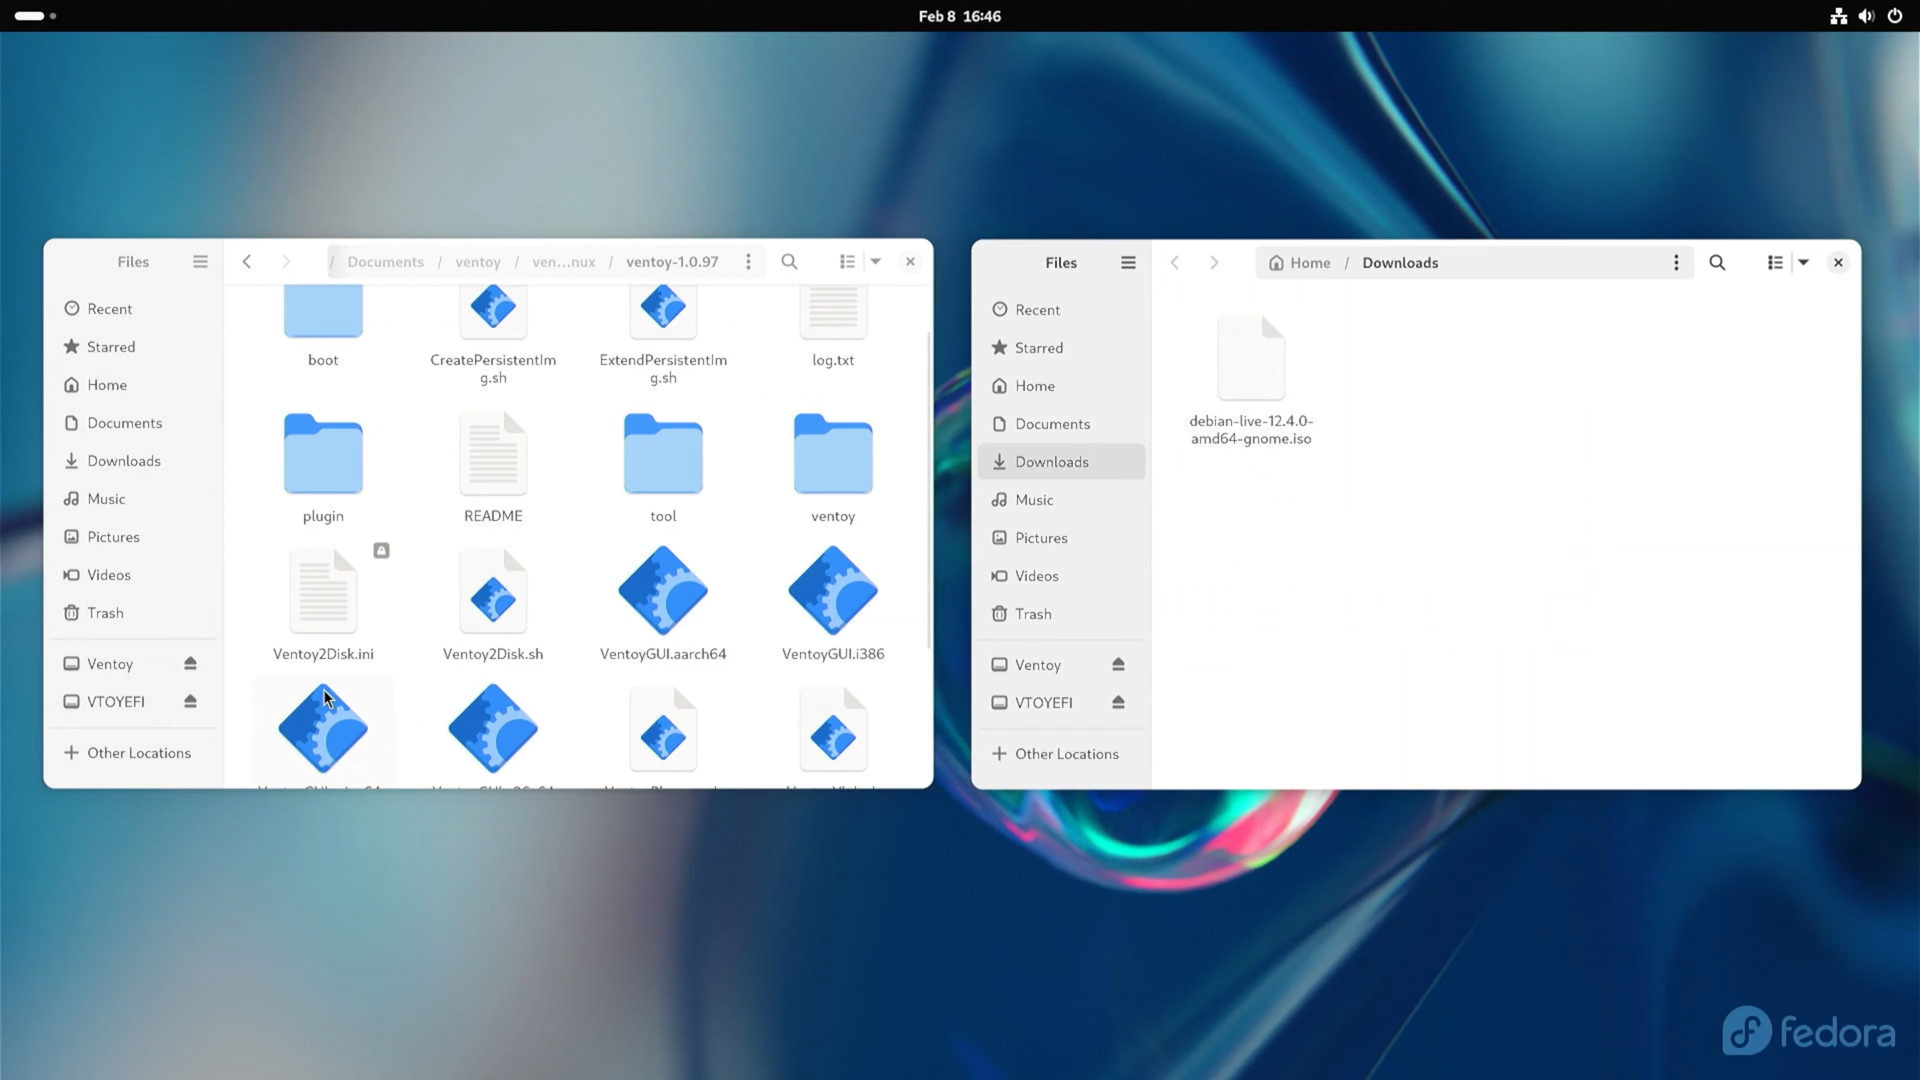 Feb 8 16:46
Files
/ Documents / ventoy / ven...nux / ventoy-1.0.97
Recent
Starred
Home
Documents
Downloads
Music
Pictures
Videos
Trash
Ventoy
VTOYEFI
Other Locations
boot
CreatePersistentIm
g.sh
ExtendPersistentIm
g.sh
log.txt
plugin
README
tool
ventoy
Ventoy2Disk.ini
Ventoy2Disk.sh
VentoyGUI.aarch64
VentoyGUI.i386
Files
Home / Downloads
Recent
Starred
Home
Documents
Downloads
Music
Pictures
Videos
Trash
Ventoy
VTOYEFI
Other Locations
debian-live-12.4.0-
amd64-gnome.iso
fedora